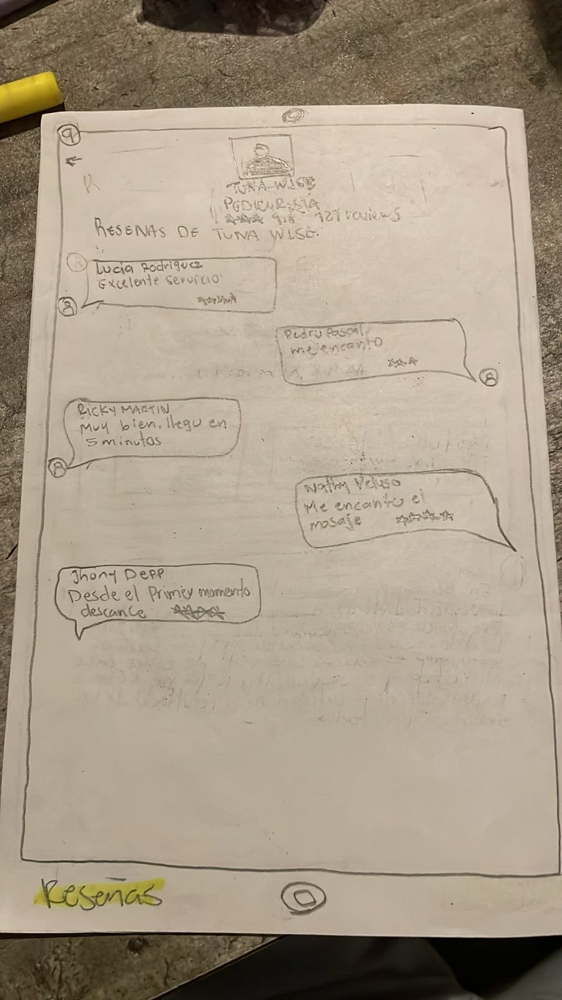 9
R
TUNA WISE
PODICURISTA
9.8 127 reviews
RESEÑAS DE TUNA WISE.
Lucia Rodriguez
Excelente servicio
Pedro Pascal
me encanto
RICKY MARTIN
Muy bien, llego en
5 minutos
Nathy Peluso
Me encanto el
masaje
Jhony Depp
Desde el Primer momento
descance
Reseñas